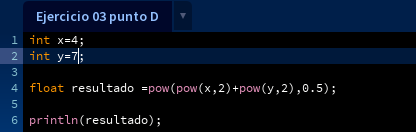 Ejercicio 03 punto D
1 int x=4;
2 int y=7;
3
4 float resultado =pow(pow(x,2)+pow(y,2),0.5);
5
6 println(resultado);